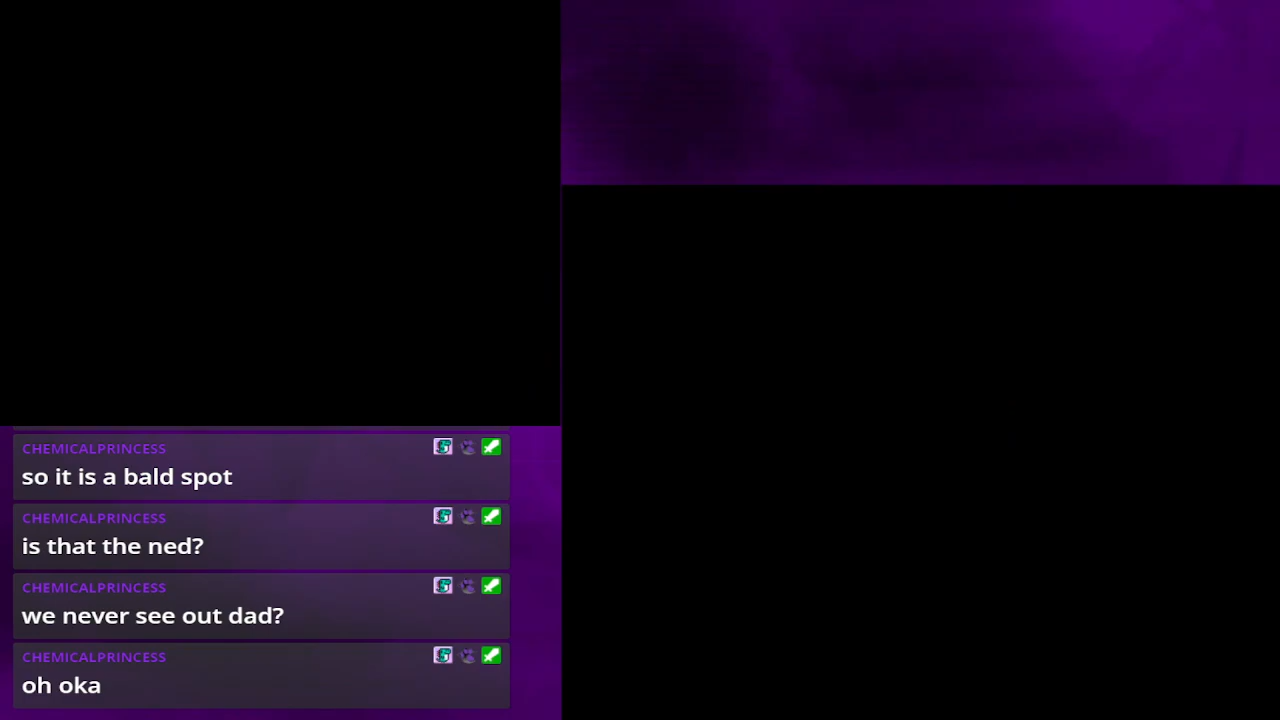 CHEMICALPRINCESS
so it is a bald spot
CHEMICALPRINCESS
is that the ned?
CHEMICALPRINCESS
we never see out dad?
CHEMICALPRINCESS
oh oka